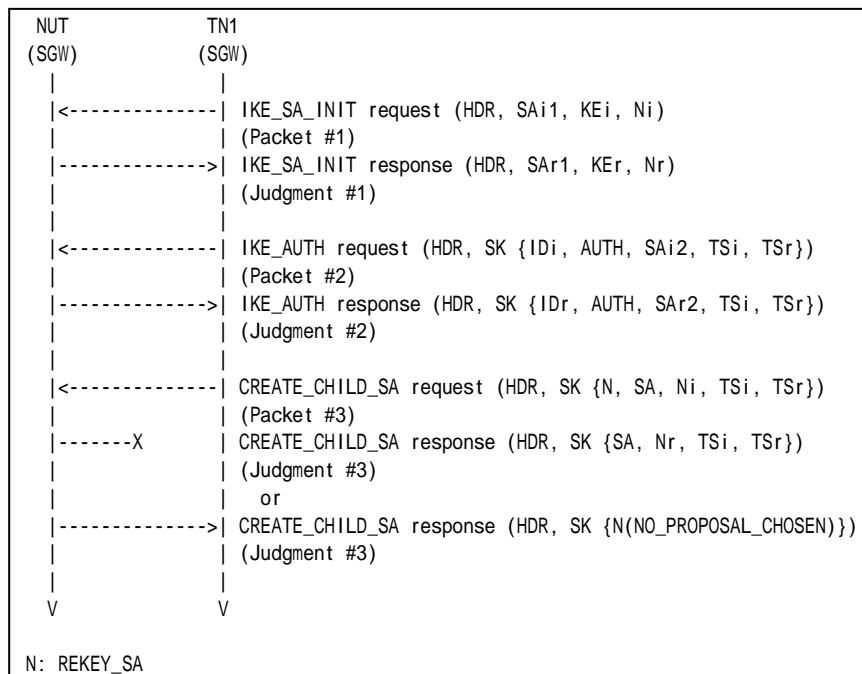 NUT TN1
(SGW) (SGW)
| |
|<--------------| IKE_SA_INIT request (HDR, SAi1, KEi, Ni)
| | (Packet #1)
|-------------->| IKE_SA_INIT response (HDR, SAr1, KEr, Nr)
| | (Judgment #1)
| |
|<--------------| IKE_AUTH request (HDR, SK {IDi, AUTH, SAi2, TSi, TSr})
| | (Packet #2)
|-------------->| IKE_AUTH response (HDR, SK {IDr, AUTH, SAr2, TSi, TSr})
| | (Judgment #2)
| |
|<--------------| CREATE_CHILD_SA request (HDR, SK {N, SA, Ni, TSi, TSr})
| | (Packet #3)
|-------X | CREATE_CHILD_SA response (HDR, SK {SA, Nr, TSi, TSr})
| | (Judgment #3)
| | or
|-------------->| CREATE_CHILD_SA response (HDR, SK {N(NO_PROPOSAL_CHOSEN)})
| | (Judgment #3)
| |
V V
N: REKEY_SA